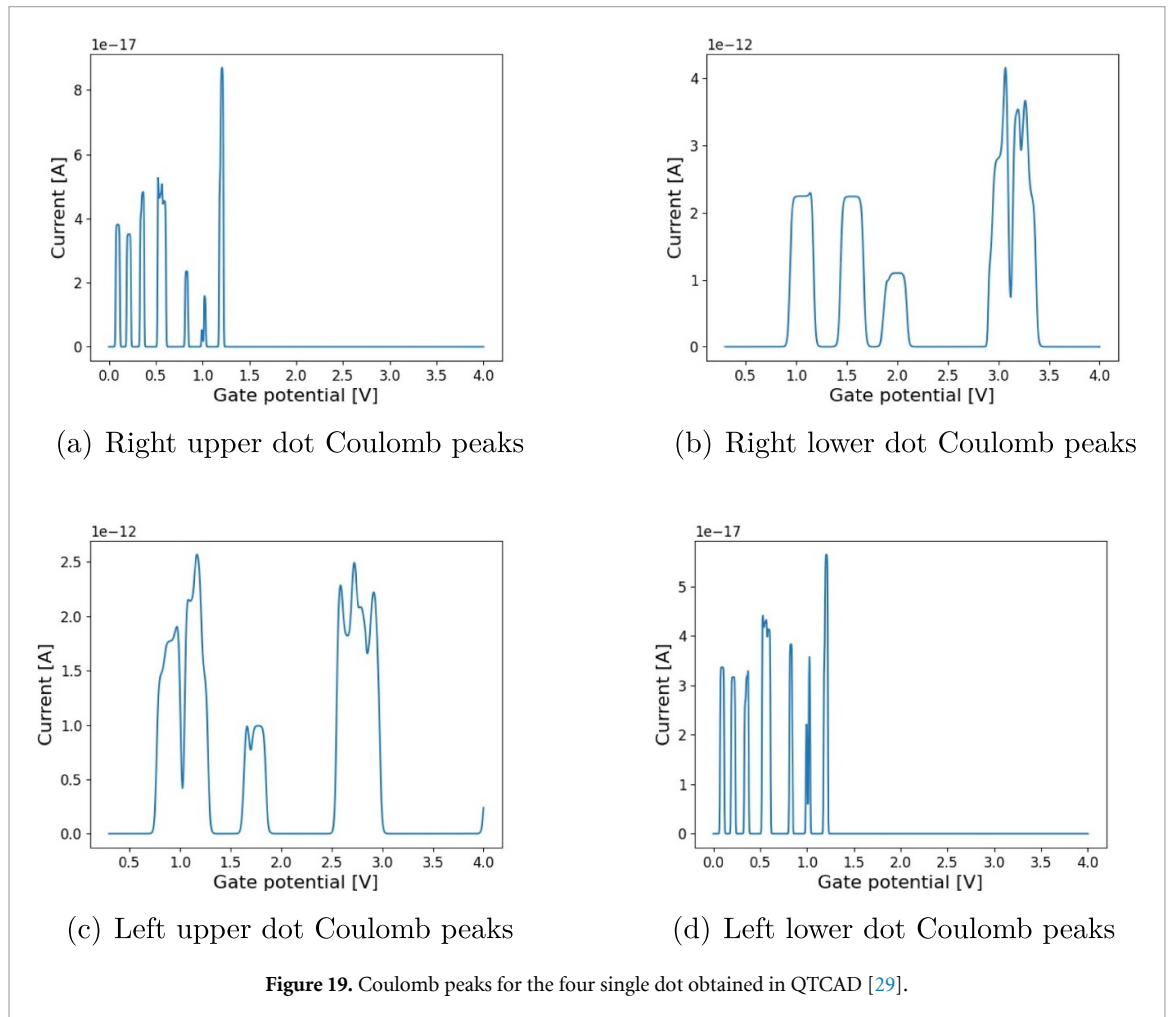 1e−17
8
6
4
2
0
Current [A]
0.0 0.5 1.0 1.5 2.0 2.5 3.0 3.5 4.0
Gate potential [V]
(a) Right upper dot Coulomb peaks
1e−12
4
3
2
1
0
Current [A]
0.5 1.0 1.5 2.0 2.5 3.0 3.5 4.0
Gate potential [V]
(b) Right lower dot Coulomb peaks
1e−12
2.5
2.0
1.5
1.0
0.5
0.0
Current [A]
0.5 1.0 1.5 2.0 2.5 3.0 3.5 4.0
Gate potential [V]
(c) Left upper dot Coulomb peaks
1e−17
5
4
3
2
1
0
Current [A]
0.0 0.5 1.0 1.5 2.0 2.5 3.0 3.5 4.0
Gate potential [V]
(d) Left lower dot Coulomb peaks
Figure 19. Coulomb peaks for the four single dot obtained in QTCAD [29].